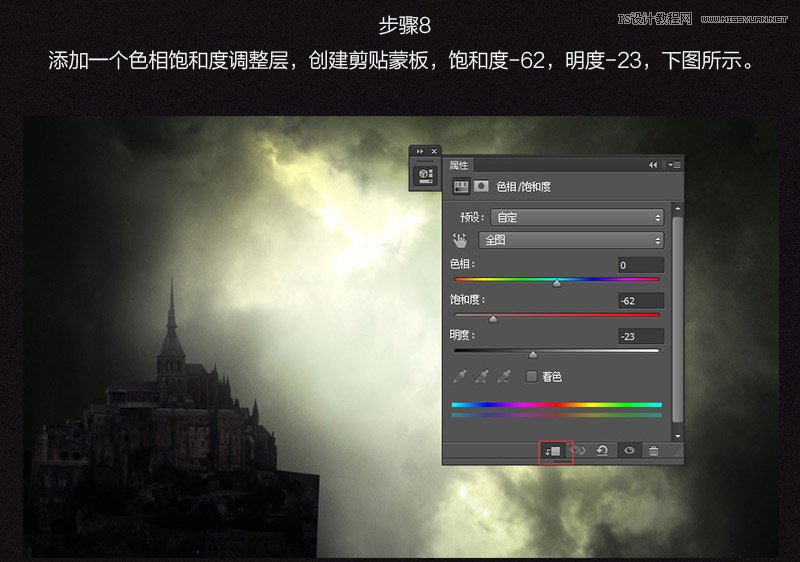 PS设计教程网 WWW.MISSYUAN.NET
步骤8
添加一个色相饱和度调整层，创建剪贴蒙板，饱和度-62，明度-23，下图所示。
属性
色相/饱和度
预设： 自定
全图
色相： 0
饱和度： -62
明度： -23
着色